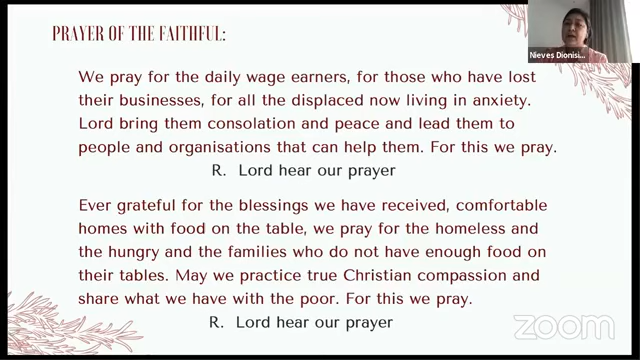 PRAYER OF THE FAITHFUL:
Nieves Dionisi...
We pray for the daily wage earners, for those who have lost
their businesses, for all the displaced now living in anxiety.
Lord bring them consolation and peace and lead them to
people and organisations that can help them. For this we pray.
R. Lord hear our prayer
Ever grateful for the blessings we have received, comfortable
homes with food on the table, we pray for the homeless and
the hungry and the families who do not have enough food on
their tables. May we practice true Christian compassion and
share what we have with the poor. For this we pray.
R. Lord hear our prayer
zoom